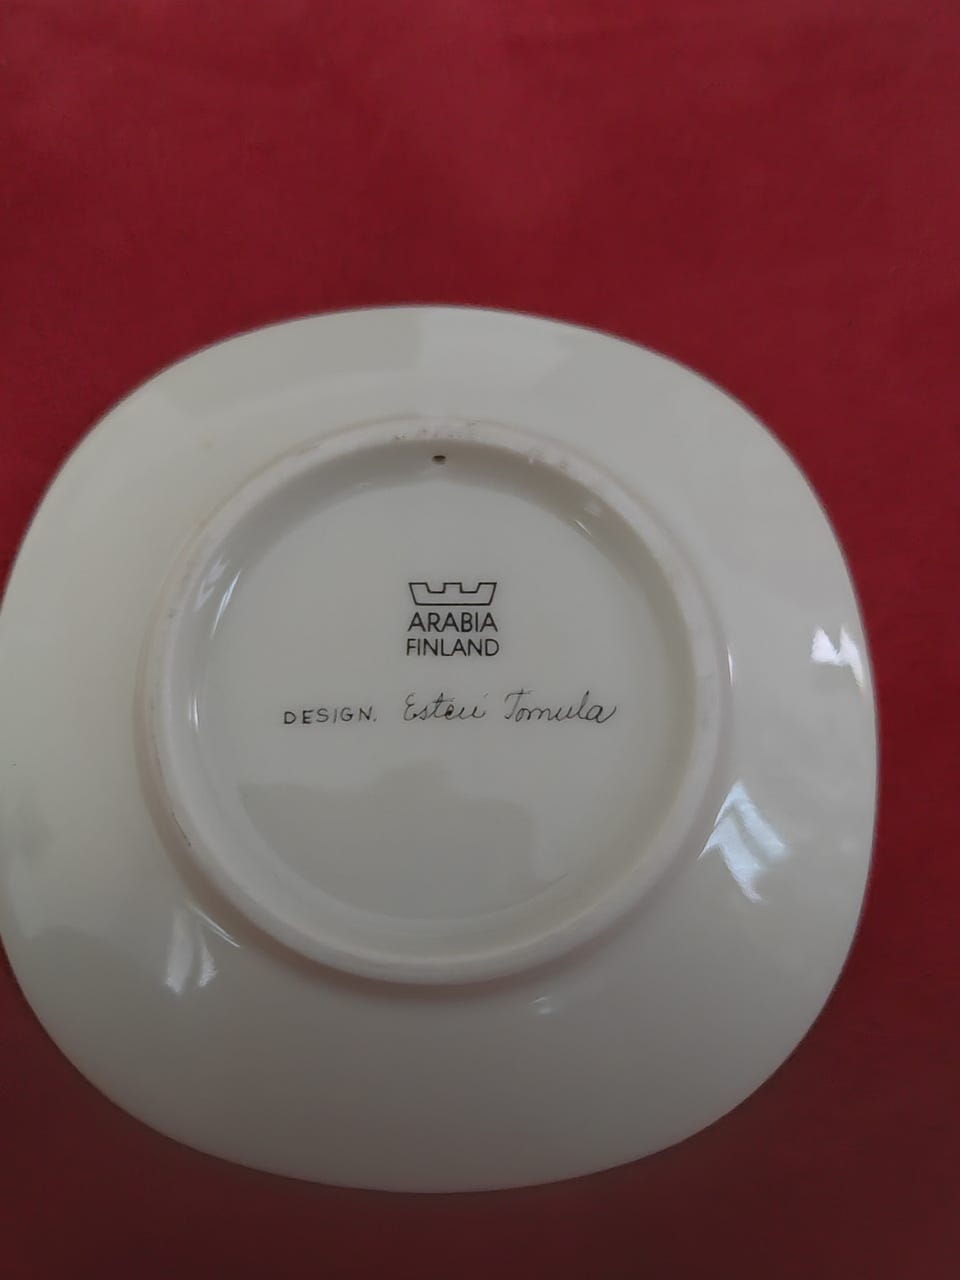 ARABIA
FINLAND
DESIGN. Esteri Tomula